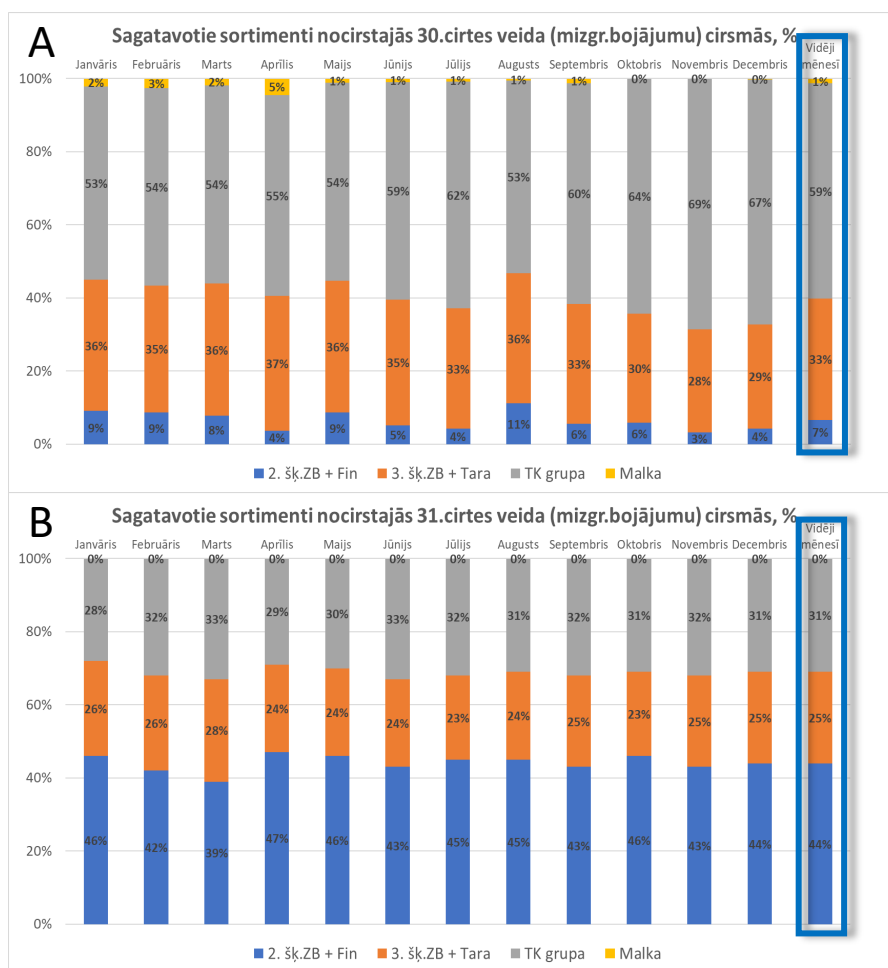 A
Sagatavotie sortimenti nocirstajās 30.cirtes veida (mizgr.bojājumu) cirsmās, %
Janvāris Februāris Marts Aprīlis Maijs Jūnijs Jūlijs Augusts Septembris Oktobris Novembris Decembris Vidēji mēnesī
100%
2% 3% 2% 5% 1% 1% 1% 1% 1% 0% 0% 0% 1%
80%
53% 54% 54% 55% 54% 59% 62% 53% 60% 64% 69% 67% 59%
60%
40%
36% 35% 36% 37% 36% 35% 33% 36% 33% 30% 28% 29% 33%
20%
9% 9% 8% 4% 9% 5% 4% 11% 6% 6% 3% 4% 7%
0%
2. šķ.ZB + Fin 3. šķ.ZB + Tara TK grupa Malka
B
Sagatavotie sortimenti nocirstajās 31.cirtes veida (mizgr.bojājumu) cirsmās, %
Janvāris Februāris Marts Aprīlis Maijs Jūnijs Jūlijs Augusts Septembris Oktobris Novembris Decembris Vidēji mēnesī
100%
0% 0% 0% 0% 0% 0% 0% 0% 0% 0% 0% 0% 0%
28% 32% 33% 29% 30% 33% 32% 31% 32% 31% 32% 31% 31%
80%
60%
26% 26% 28% 24% 24% 24% 23% 24% 25% 23% 25% 25% 25%
40%
46% 42% 39% 47% 46% 43% 45% 45% 43% 46% 43% 44% 44%
20%
0%
2. šķ.ZB + Fin 3. šķ.ZB + Tara TK grupa Malka